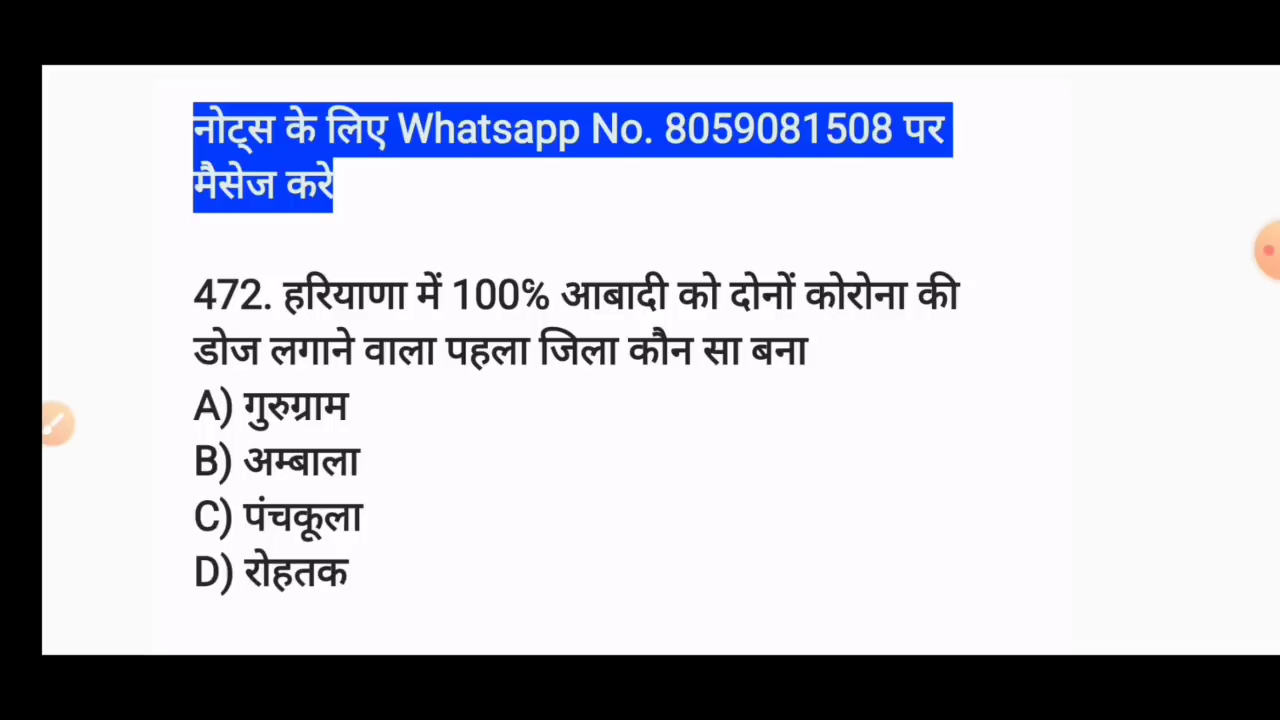 नोट्स के लिए Whatsapp No. 8059081508 पर
मैसेज करे
472. हरियाणा में 100% आबादी को दोनों कोरोना की
डोज लगाने वाला पहला जिला कौन सा बना
A) गुरुग्राम
B) अम्बाला
C) पंचकूला
D) रोहतक